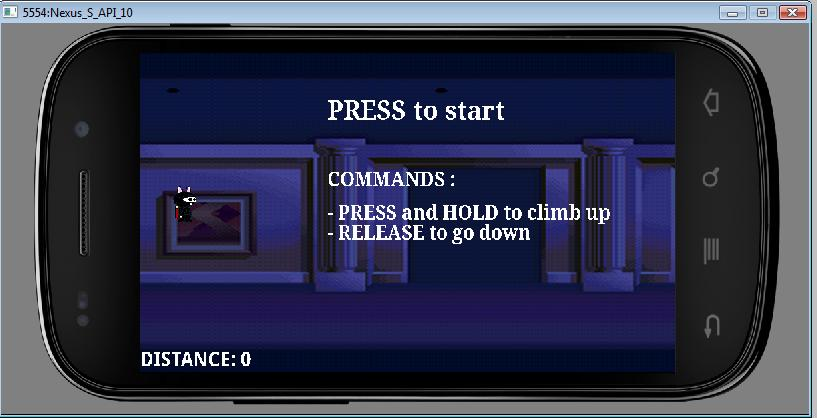 5554:Nexus_S_API_10
PRESS to start
COMMANDS :
- PRESS and HOLD to climb up
- RELEASE to go down
DISTANCE: 0